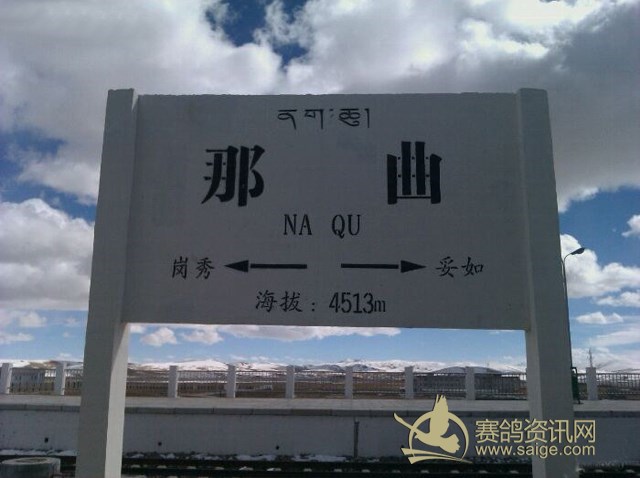 ནག་ཆུ།
那 曲
NA QU
岗秀 妥如
海拔：4513m
赛鸽资讯网
www.saige.com